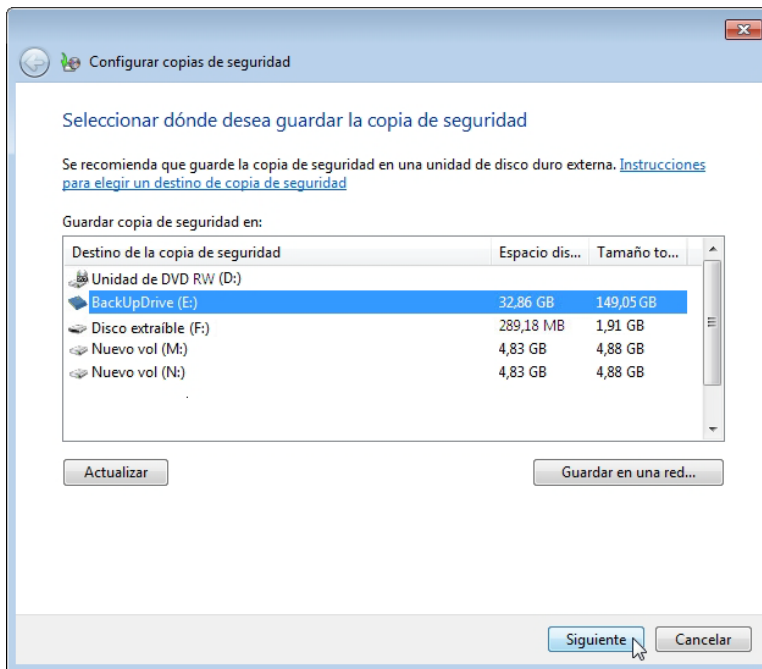 Configurar copias de seguridad
Seleccionar dónde desea guardar la copia de seguridad
Se recomienda que guarde la copia de seguridad en una unidad de disco duro externa. Instrucciones
para elegir un destino de copia de seguridad
Guardar copia de seguridad en:
Destino de la copia de seguridad Espacio dis... Tamaño to...
Unidad de DVD RW (D:)
BackUpDrive (E:) 32,86 GB 149,05 GB
Disco extraíble (F:) 289,18 MB 1,91 GB
Nuevo vol (M:) 4,83 GB 4,88 GB
Nuevo vol (N:) 4,83 GB 4,88 GB
Actualizar Guardar en una red...
Siguiente Cancelar